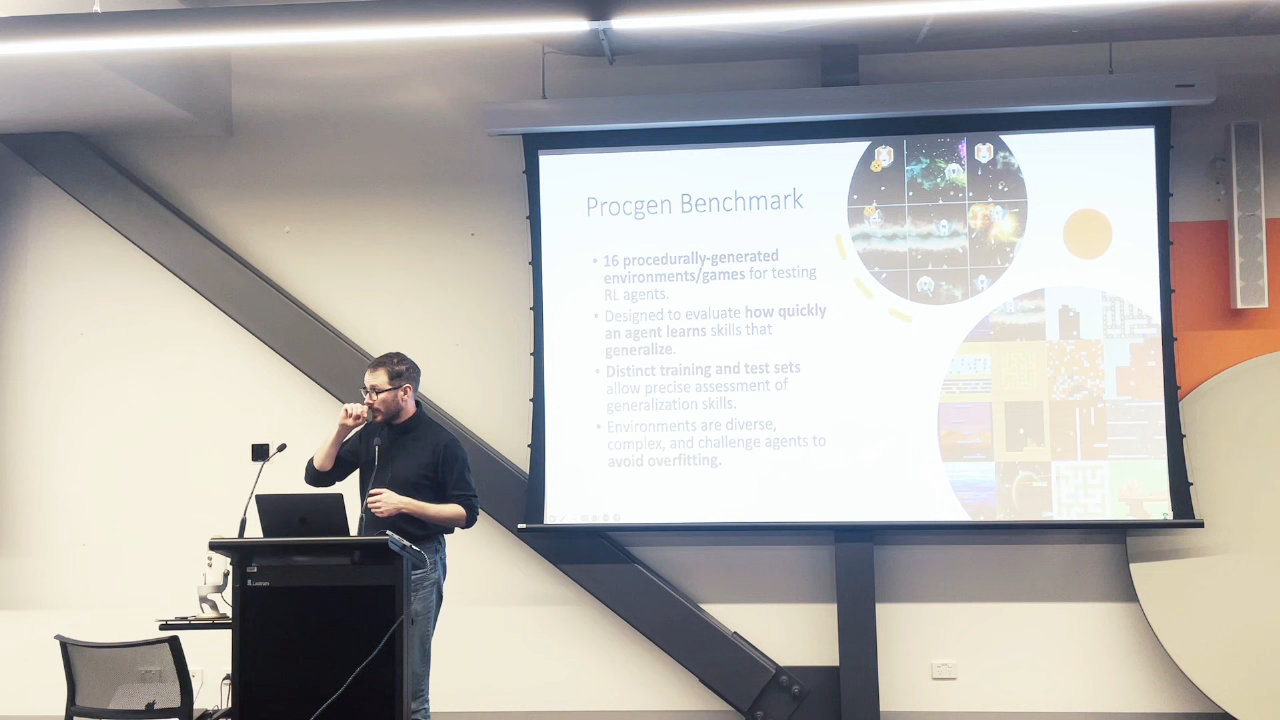 Procgen Benchmark
• 16 procedurally-generated
environments/games for testing
RL agents.
• Designed to evaluate how quickly
an agent learns skills that
generalize.
• Distinct training and test sets
allow precise assessment of
generalization skills.
• Environments are diverse,
complex, and challenge agents to
avoid overfitting.
Lectrum